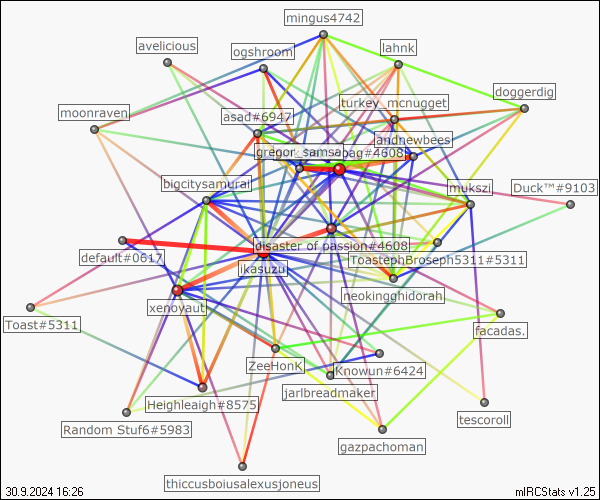 mingus4742
avelicious
ogshroom
lahnk
doggerdig
turkey_mcnugget
moonraven
asad#6947
andnewbees
gregor_samsa
bag#4608
bigcitysamurai
mukszi
Duck™#9103
disaster of passion#4608
default#0617
ToastephBroseph5311#5311
ikasuzu
neokingghidorah
xenoyaut
Toast#5311
facadas.
ZeeHonK
Knowun#6424
jarlbreadmaker
Heighleaigh#8575
tescoroll
Random Stuf6#5983
gazpachoman
thiccusboiusalexusjoneus
30.9.2024 16:26
mIRCStats v1.25